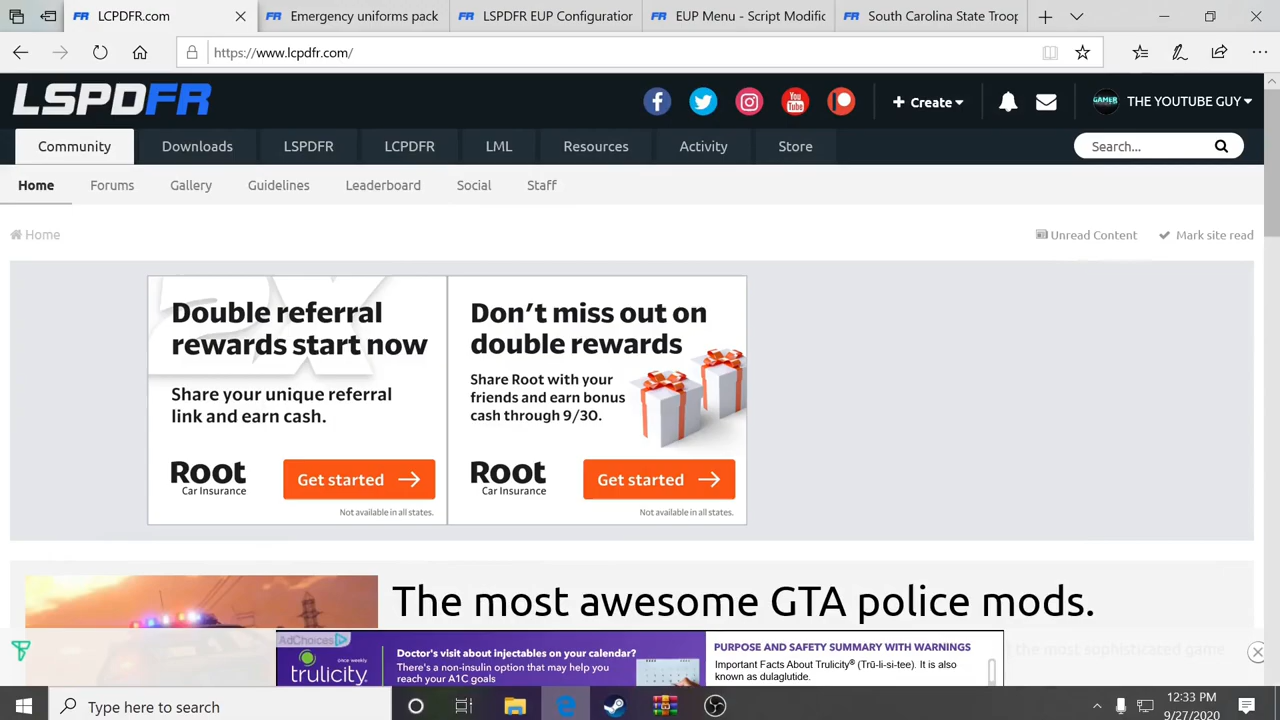 LCPDFR.com
Emergency uniforms pack
LSPDFR EUP Configuration
EUP Menu - Script Modific
South Carolina State Troop
https://www.lcpdfr.com/
LSPDFR
Create
THE YOUTUBE GUY
Community
Downloads
LSPDFR
LCPDFR
LML
Resources
Activity
Store
Search...
Home
Forums
Gallery
Guidelines
Leaderboard
Social
Staff
Home
Unread Content
Mark site read
Double referral
rewards start now
Share your unique referral
link and earn cash.
Root
Car Insurance
Get started
Not available in all states.
Don't miss out on
double rewards
Share Root with your
friends and earn bonus
cash through 9/30.
Root
Car Insurance
Get started
Not available in all states.
The most awesome GTA police mods.
the most sophisticated game
AdChoices
once weekly
trulicity
Doctor's visit about injectables on your calendar?
There's a non-insulin option that may help you
reach your A1C goals
PURPOSE AND SAFETY SUMMARY WITH WARNINGS
Important Facts About Trulicity® (Trū-li-si-tee). It is also
known as dulaglutide.
Type here to search
12:33 PM
9/27/2020